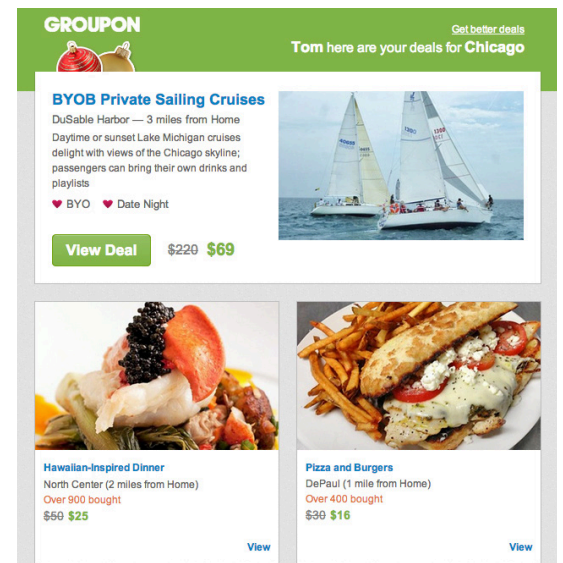 GROUPON
Get better deals
Tom here are your deals for Chicago
BYOB Private Sailing Cruises
DuSable Harbor — 3 miles from Home
Daytime or sunset Lake Michigan cruises
delight with views of the Chicago skyline;
passengers can bring their own drinks and
playlists
BYO Date Night
View Deal $220 $69
Hawaiian-Inspired Dinner
North Center (2 miles from Home)
Over 900 bought
$50 $25
View
Pizza and Burgers
DePaul (1 mile from Home)
Over 400 bought
$30 $16
View